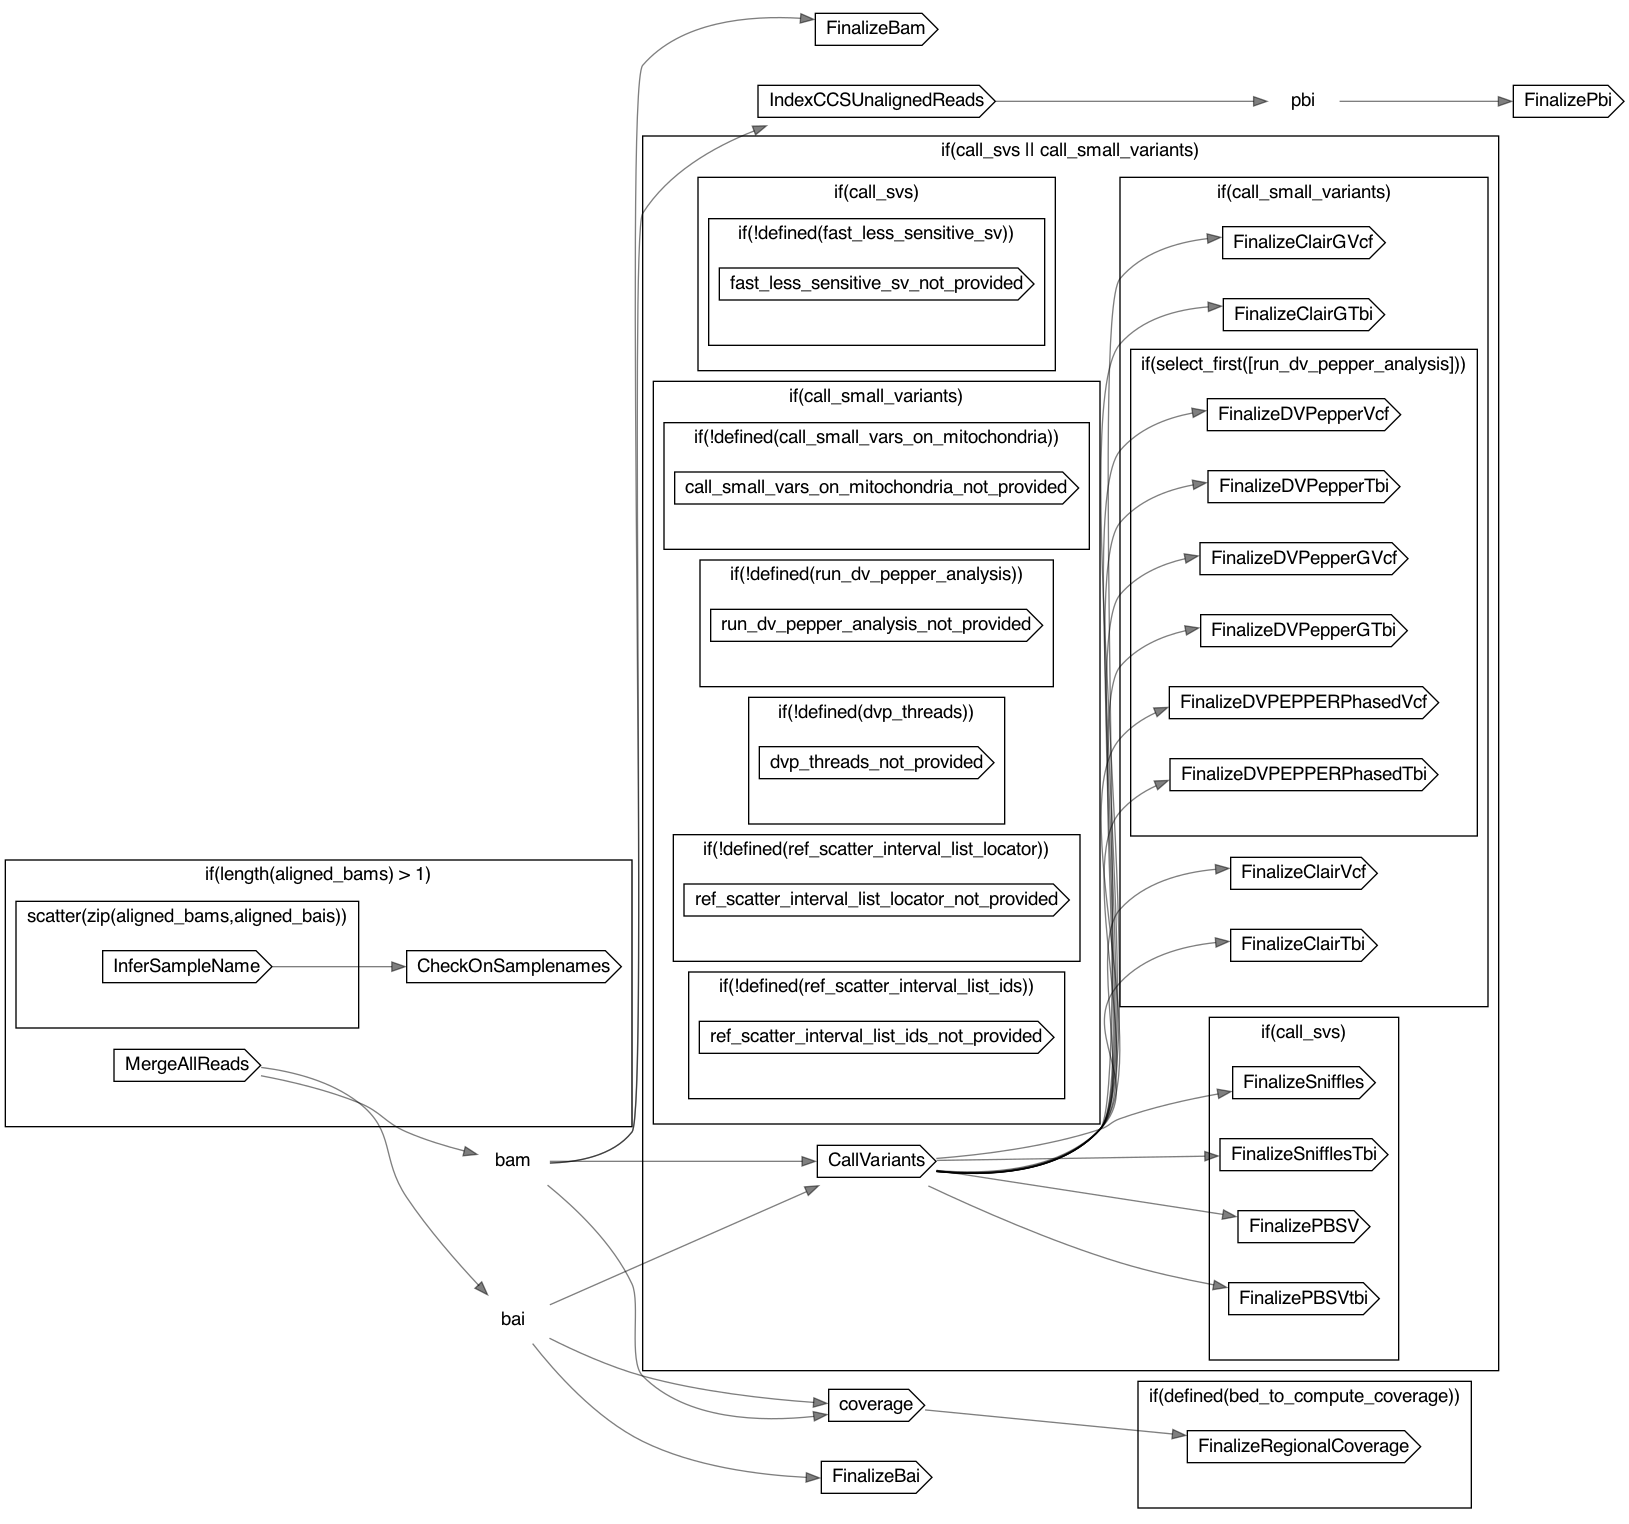 FinalizeBam
IndexCCSUnalignedReads
pbi
FinalizePbi
if(call_svs || call_small_variants)
if(call_svs)
if(!defined(fast_less_sensitive_sv))
fast_less_sensitive_sv_not_provided
if(call_small_variants)
if(!defined(call_small_vars_on_mitochondria))
call_small_vars_on_mitochondria_not_provided
if(!defined(run_dv_pepper_analysis))
run_dv_pepper_analysis_not_provided
if(!defined(dvp_threads))
dvp_threads_not_provided
if(!defined(ref_scatter_interval_list_locator))
ref_scatter_interval_list_locator_not_provided
if(!defined(ref_scatter_interval_list_ids))
ref_scatter_interval_list_ids_not_provided
if(call_small_variants)
FinalizeClairGVcf
FinalizeClairGTbi
if(select_first([run_dv_pepper_analysis]))
FinalizeDVPepperVcf
FinalizeDVPepperTbi
FinalizeDVPepperGVcf
FinalizeDVPepperGTbi
FinalizeDVPEPPERPhasedVcf
FinalizeDVPEPPERPhasedTbi
FinalizeClairVcf
FinalizeClairTbi
if(call_svs)
FinalizeSniffles
FinalizeSnifflesTbi
FinalizePBSV
FinalizePBSVtbi
if(length(aligned_bams) > 1)
scatter(zip(aligned_bams,aligned_bais))
InferSampleName
CheckOnSamplenames
MergeAllReads
bam
CallVariants
bai
coverage
if(defined(bed_to_compute_coverage))
FinalizeRegionalCoverage
FinalizeBai